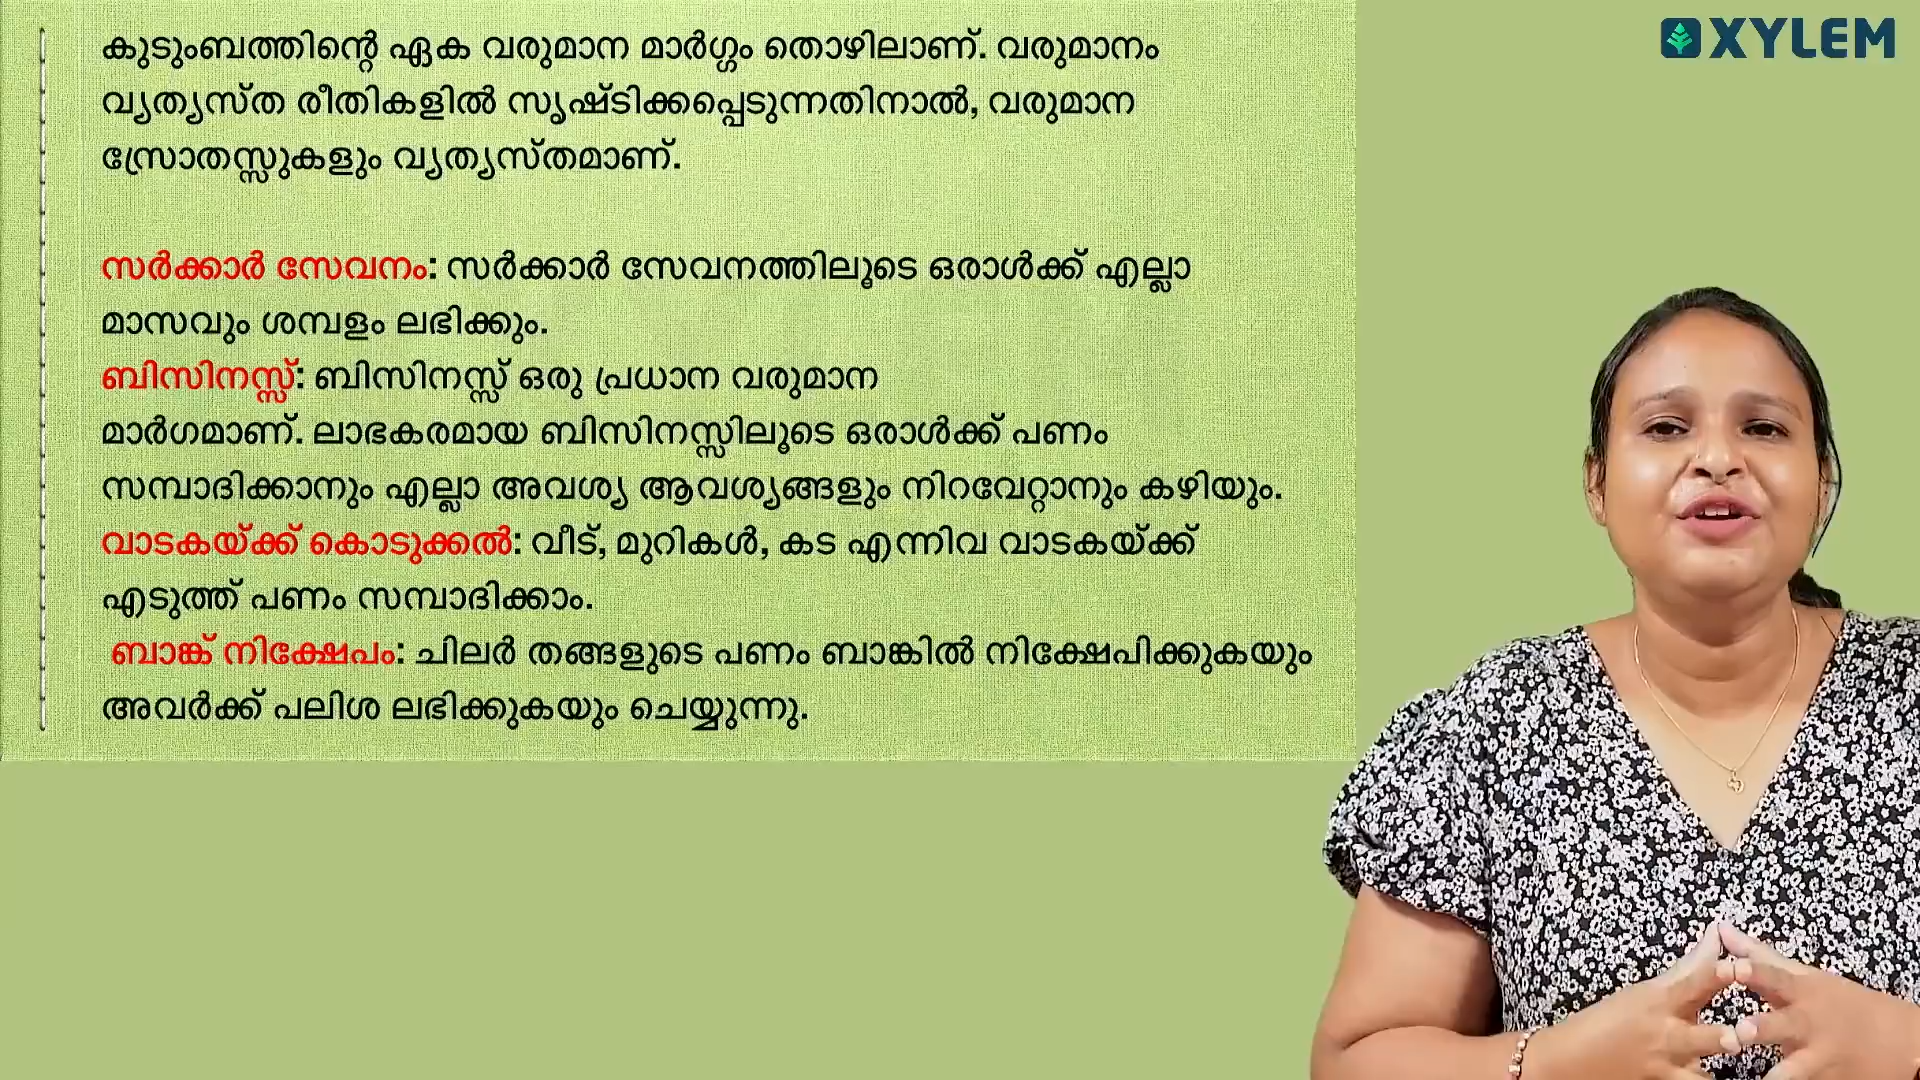 കുടുംബത്തിന്റെ ഏക വരുമാന മാർഗ്ഗം തൊഴിലാണ്. വരുമാനം
വ്യത്യസ്ത രീതികളിൽ സൃഷ്ടിക്കപ്പെടുന്നതിനാൽ, വരുമാന
സ്രോതസ്സുകളും വ്യത്യസ്തമാണ്.
സർക്കാർ സേവനം: സർക്കാർ സേവനത്തിലൂടെ ഒരാൾക്ക് എല്ലാ
മാസവും ശമ്പളം ലഭിക്കും.
ബിസിനസ്സ്: ബിസിനസ്സ് ഒരു പ്രധാന വരുമാന
മാർഗമാണ്. ലാഭകരമായ ബിസിനസ്സിലൂടെ ഒരാൾക്ക് പണം
സമ്പാദിക്കാനും എല്ലാ അവശ്യ ആവശ്യങ്ങളും നിറവേറ്റാനും കഴിയും.
വാടകയ്ക്ക് കൊടുക്കൽ: വീട്, മുറികൾ, കട എന്നിവ വാടകയ്ക്ക്
എടുത്ത് പണം സമ്പാദിക്കാം.
ബാങ്ക് നിക്ഷേപം: ചിലർ തങ്ങളുടെ പണം ബാങ്കിൽ നിക്ഷേപിക്കുകയും
അവർക്ക് പലിശ ലഭിക്കുകയും ചെയ്യുന്നു.
XYLEM